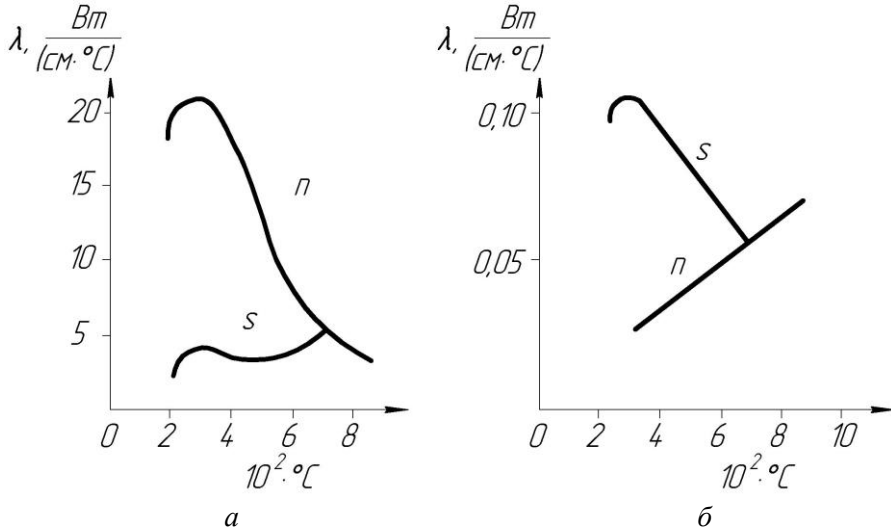 λ, Вт/(см·°С)
20
15
10
5
n
s
0 2 4 6 8
10²·°С
а
λ, Вт/(см·°С)
0,10
0,05
s
n
0 2 4 6 8 10
10²·°С
б